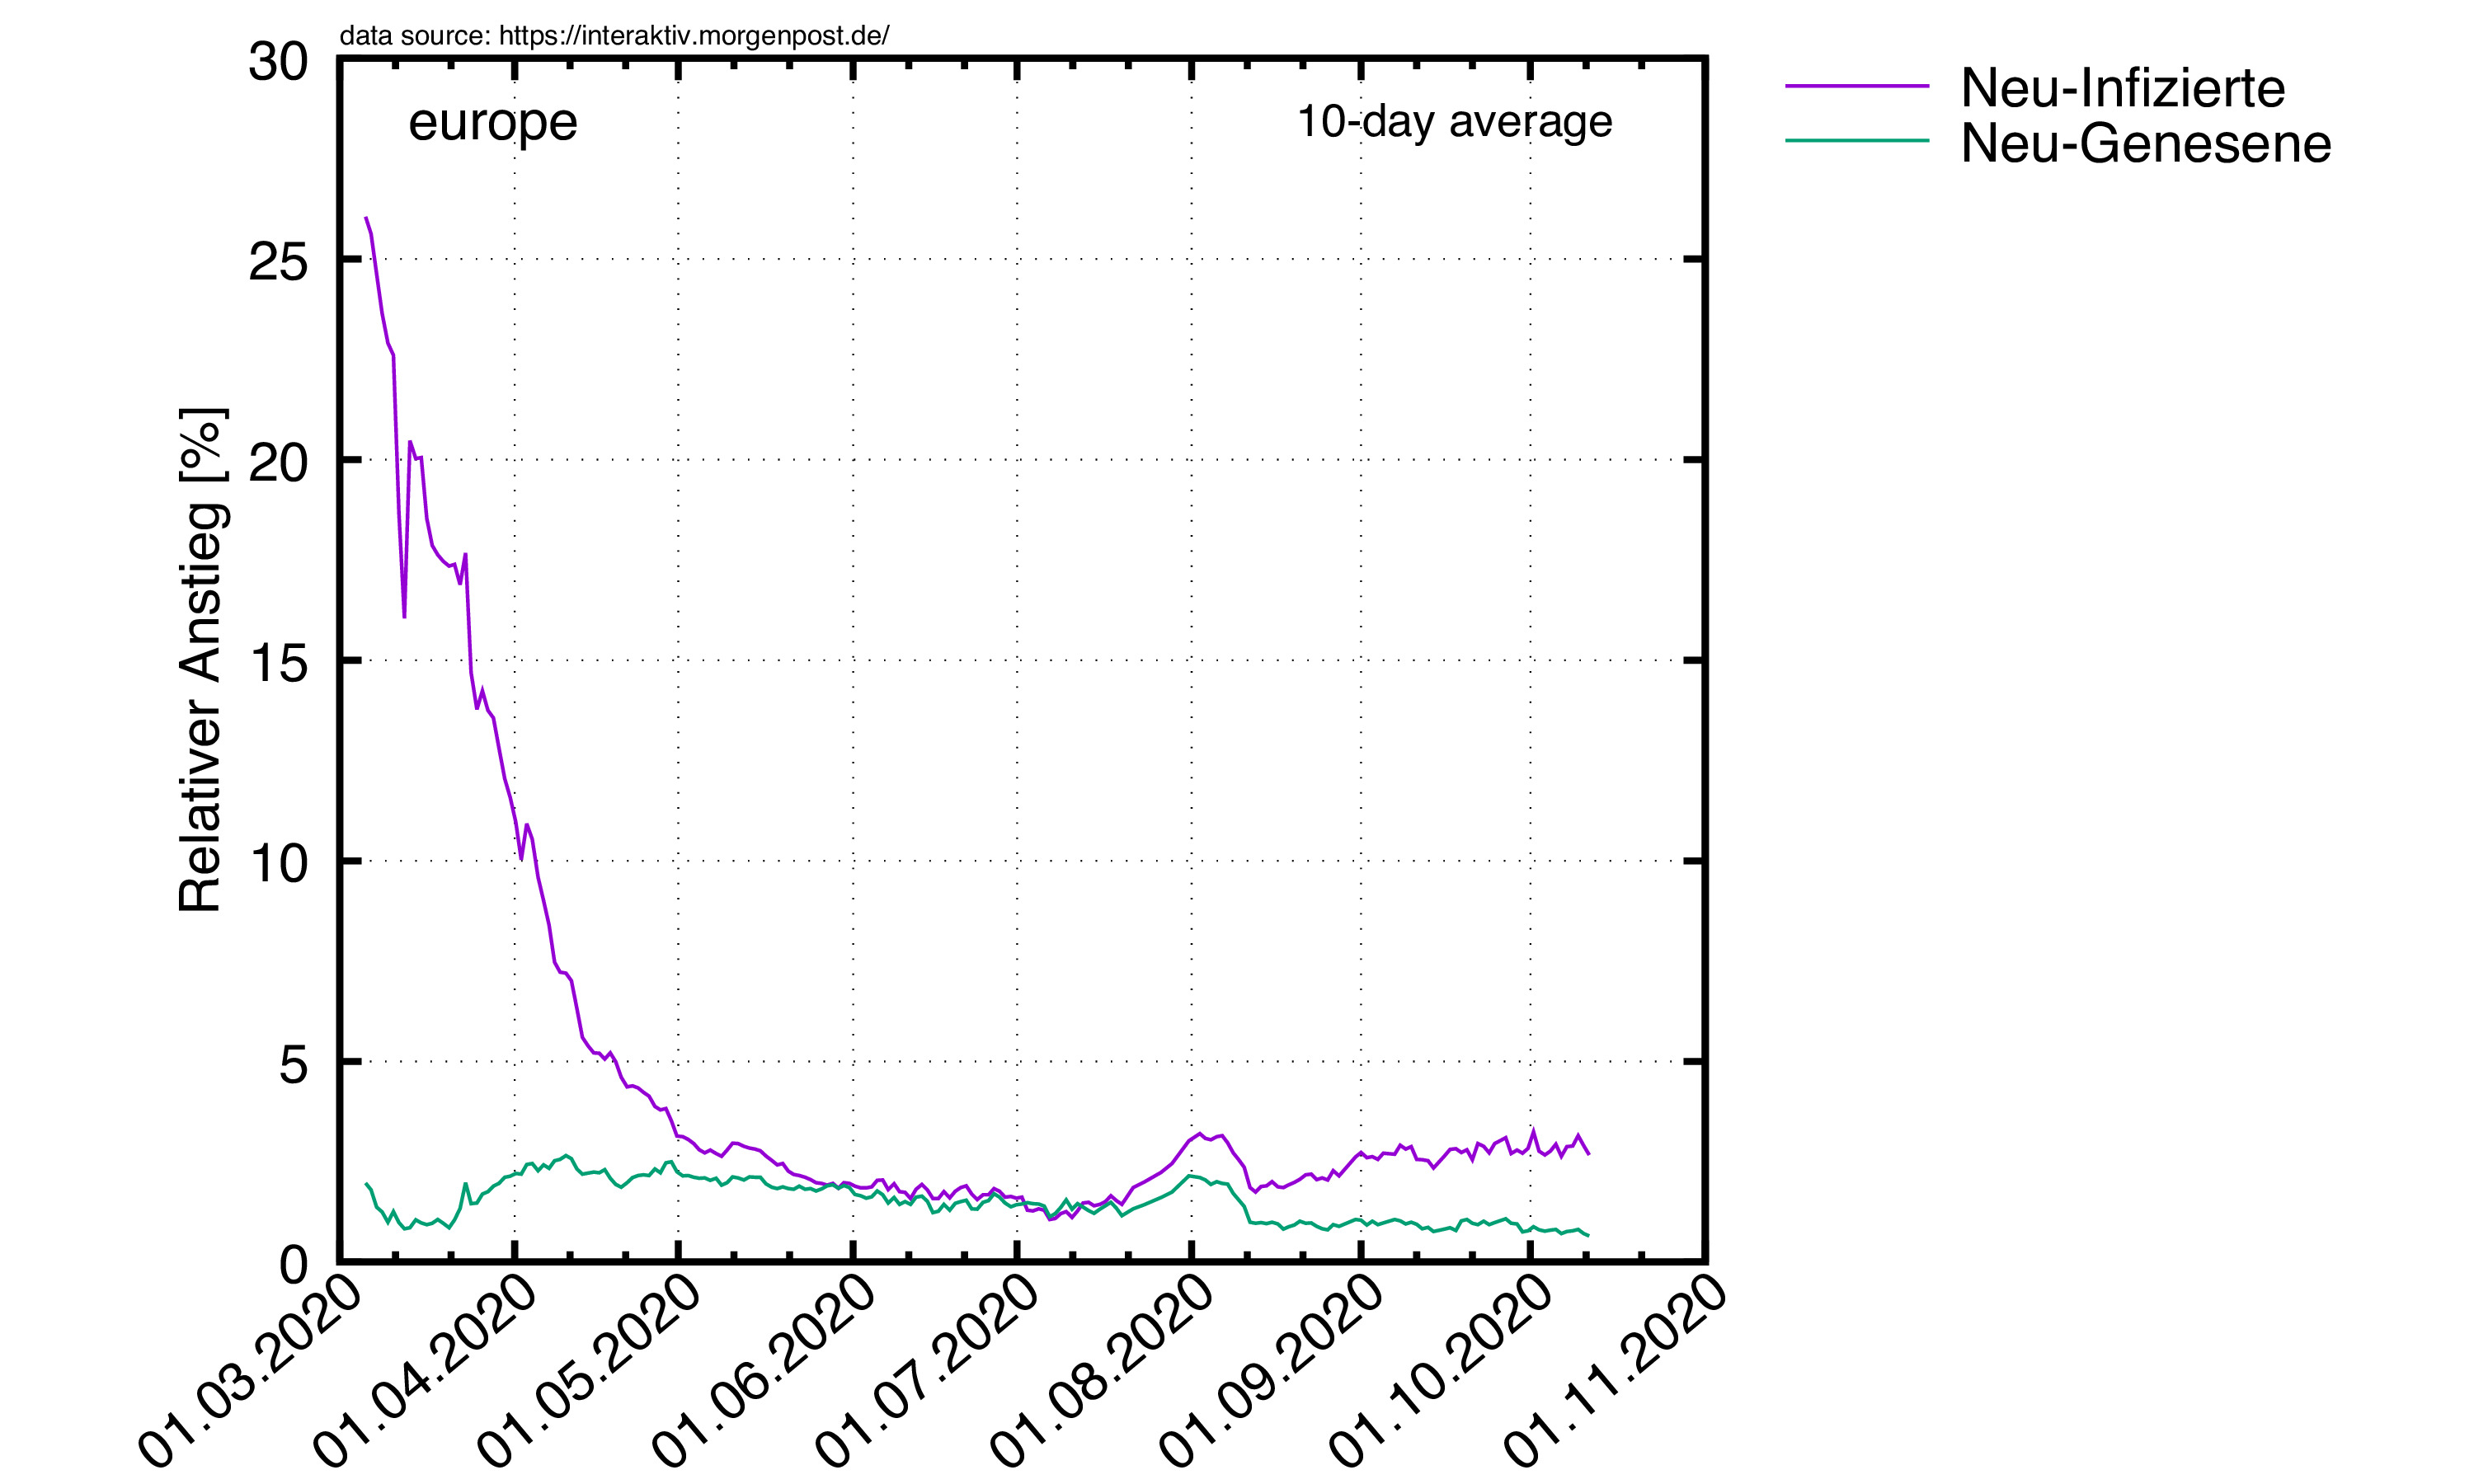 data source: https://interaktiv.morgenpost.de/
europe
10-day average
Neu-Infizierte
Neu-Genesene
Relativer Anstieg [%]
30
25
20
15
10
5
0
01.03.2020
01.04.2020
01.05.2020
01.06.2020
01.07.2020
01.08.2020
01.09.2020
01.10.2020
01.11.2020